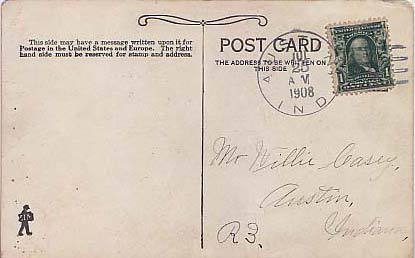 This side may have a message written upon it for
Postage in the United States and Europe. The right
hand side must be reserved for stamp and address.
POST CARD
THE ADDRESS TO BE WRITTEN ON
THIS SIDE
JUL
25
A M
1908
IND
Mr Willie Casey,
Austin,
R 3. Indiana,